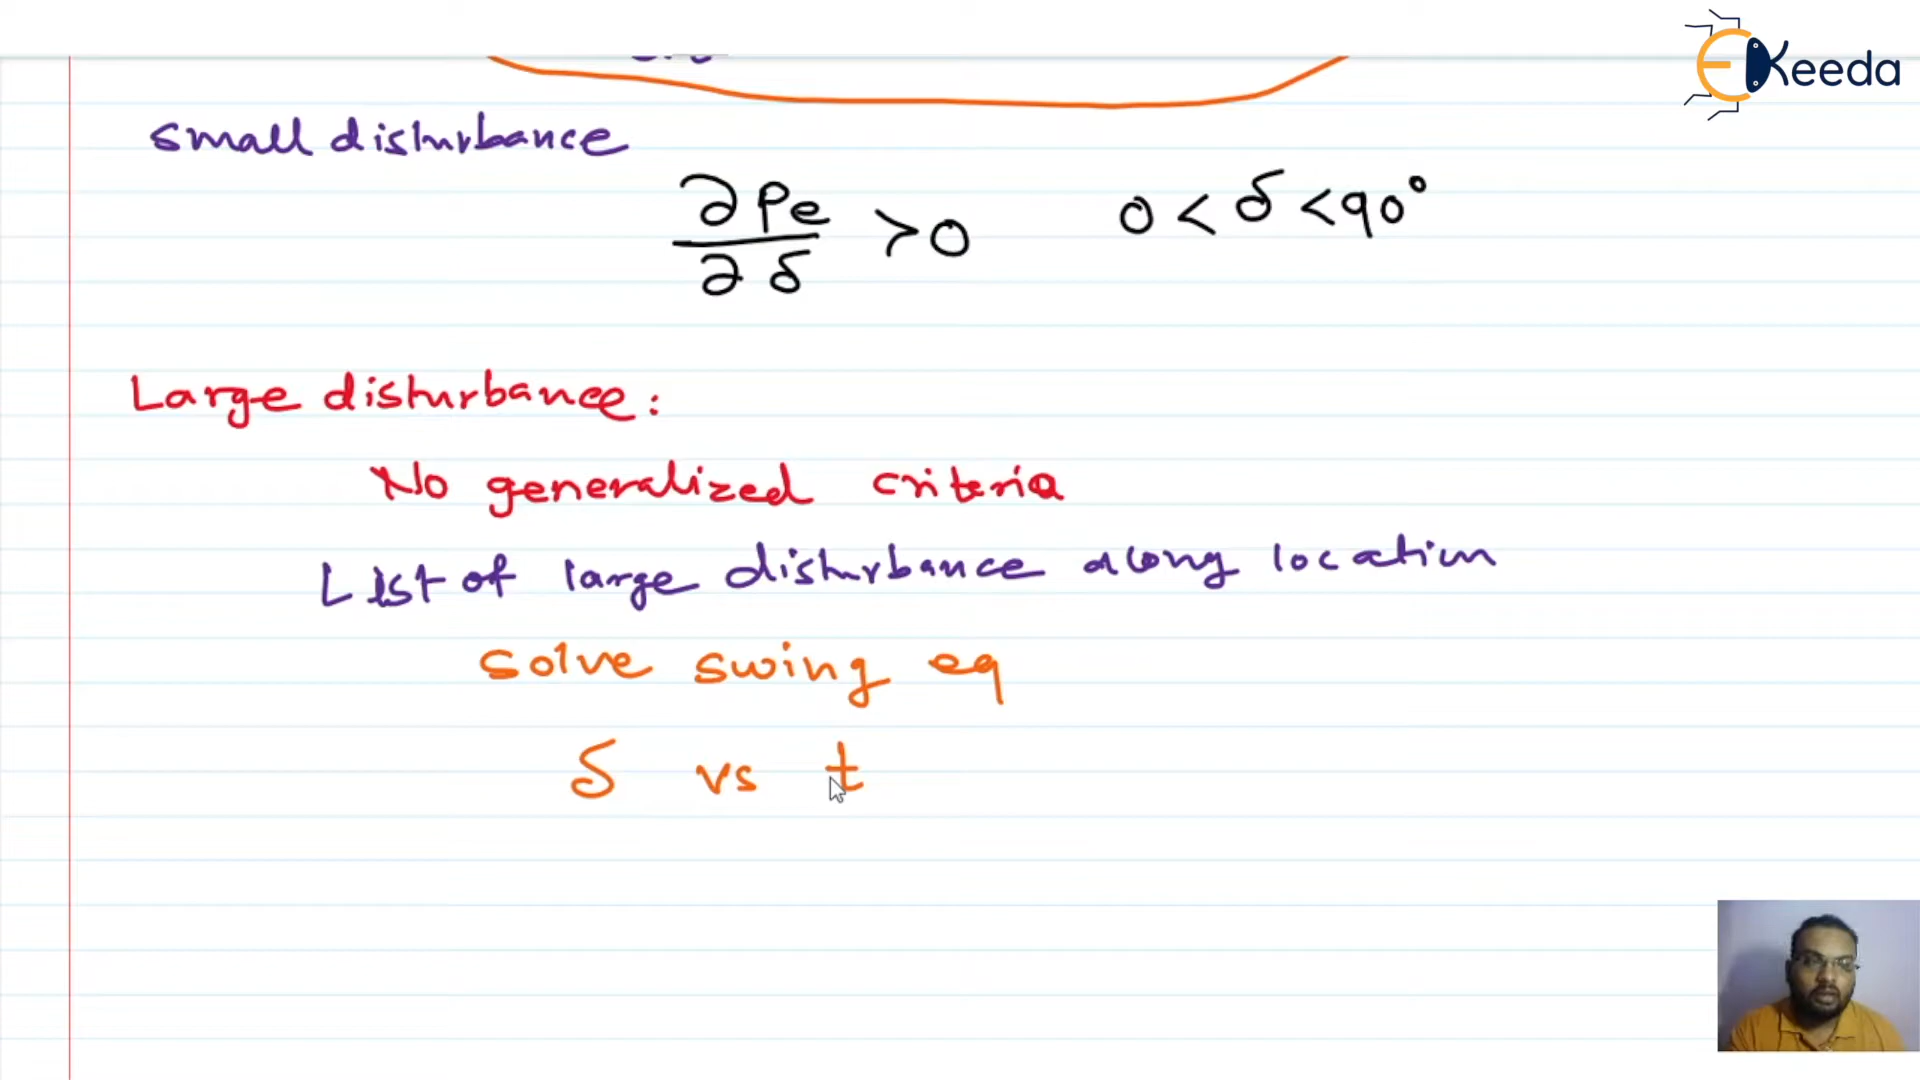 EKeeda
small disturbance
∂Pe/∂δ >0 0 < δ < 90°
Large disturbance:
No generalized criteria
List of large disturbance along location
solve swing eq
δ vs t